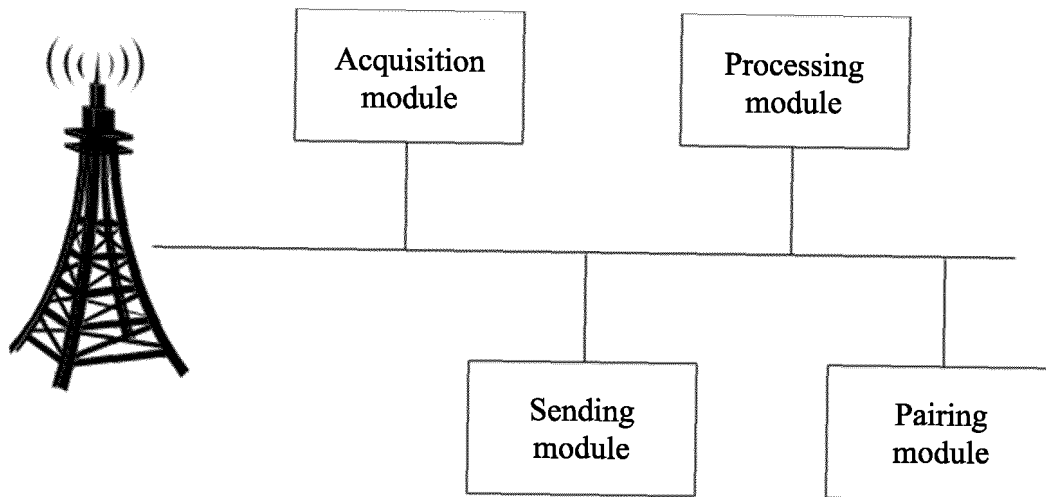 Acquisition
module
Processing
module
Sending
module
Pairing
module